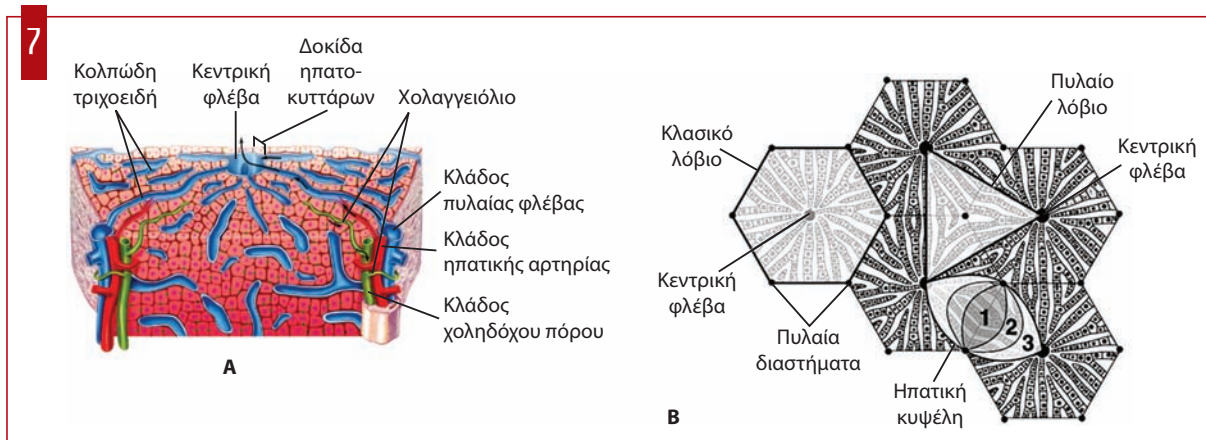 7
Κολπώδη
τριχοειδή
Κεντρική
φλέβα
Δοκίδα
ηπατο-
κυττάρων
Χολαγγειόλιο
Κλάδος
πυλαίας φλέβας
Κλάδος
ηπατικής αρτηρίας
Κλάδος
χοληδόχου πόρου
A
Κλασικό
λόβιο
Πυλαίο
λόβιο
Κεντρική
φλέβα
Κεντρική
φλέβα
1
2
3
Πυλαία
διαστήματα
Ηπατική
κυψέλη
B